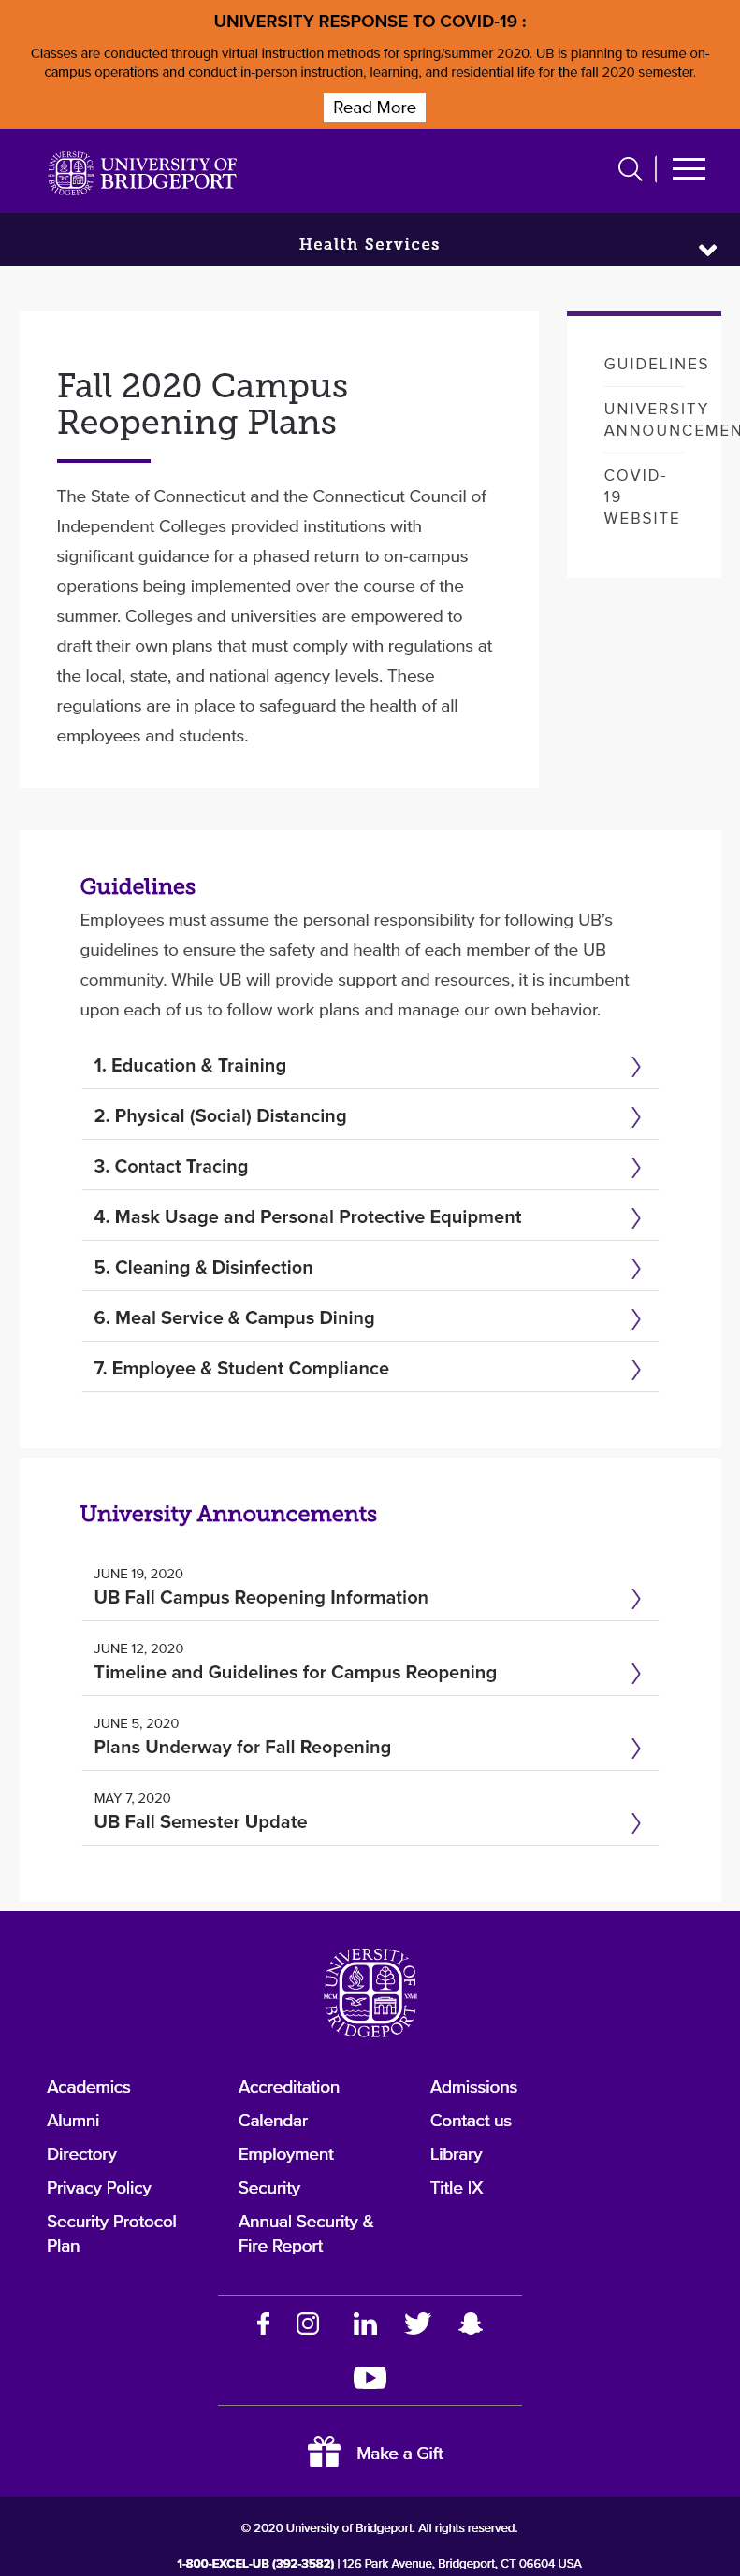 UNIVERSITY RESPONSE TO COVID-19 :
Classes are conducted through virtual instruction methods for spring/summer 2020. UB is planning to resume on-
campus operations and conduct in-person instruction, learning, and residential life for the fall 2020 semester.
Read More
UNIVERSITY OF
BRIDGEPORT
Health Services
Fall 2020 Campus
Reopening Plans
The State of Connecticut and the Connecticut Council of
Independent Colleges provided institutions with
significant guidance for a phased return to on-campus
operations being implemented over the course of the
summer. Colleges and universities are empowered to
draft their own plans that must comply with regulations at
the local, state, and national agency levels. These
regulations are in place to safeguard the health of all
employees and students.
GUIDELINES
UNIVERSITY
ANNOUNCEMEN
COVID-
19
WEBSITE
Guidelines
Employees must assume the personal responsibility for following UB’s
guidelines to ensure the safety and health of each member of the UB
community. While UB will provide support and resources, it is incumbent
upon each of us to follow work plans and manage our own behavior.
1. Education & Training
2. Physical (Social) Distancing
3. Contact Tracing
4. Mask Usage and Personal Protective Equipment
5. Cleaning & Disinfection
6. Meal Service & Campus Dining
7. Employee & Student Compliance
University Announcements
JUNE 19, 2020
UB Fall Campus Reopening Information
JUNE 12, 2020
Timeline and Guidelines for Campus Reopening
JUNE 5, 2020
Plans Underway for Fall Reopening
MAY 7, 2020
UB Fall Semester Update
UNIVERSITY OF
BRIDGEPORT
Academics
Accreditation
Admissions
Alumni
Calendar
Contact us
Directory
Employment
Library
Privacy Policy
Security
Title IX
Security Protocol
Plan
Annual Security &
Fire Report
Make a Gift
© 2020 University of Bridgeport. All rights reserved.
1-800-EXCEL-UB (392-3582) | 126 Park Avenue, Bridgeport, CT 06604 USA